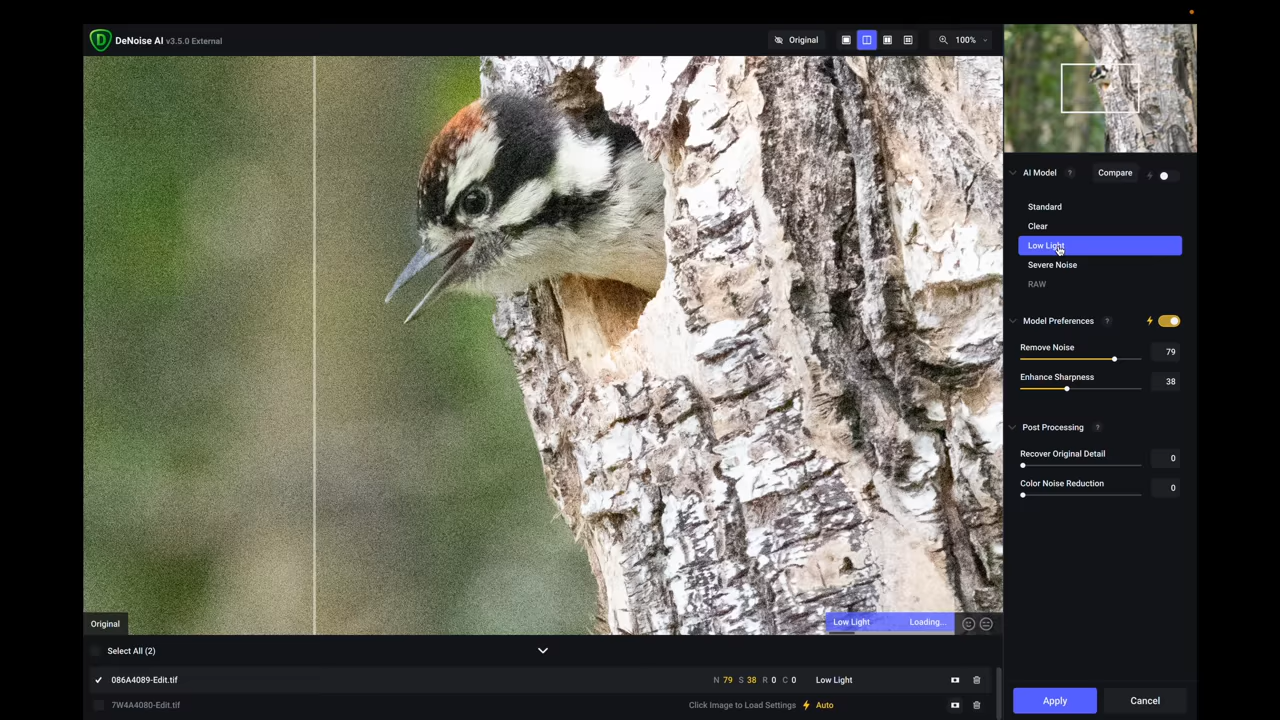 DeNoise AI v3.5.0 External
Original
100%
AI Model ? Compare
Standard
Clear
Low Light
Severe Noise
RAW
Model Preferences ?
Remove Noise 79
Enhance Sharpness 38
Post Processing ?
Recover Original Detail 0
Color Noise Reduction 0
Original
Low Light Loading...
Select All (2)
086A4089-Edit.tif N 79 S 38 R 0 C 0 Low Light
7W4A4080-Edit.tif Click Image to Load Settings Auto
Apply Cancel